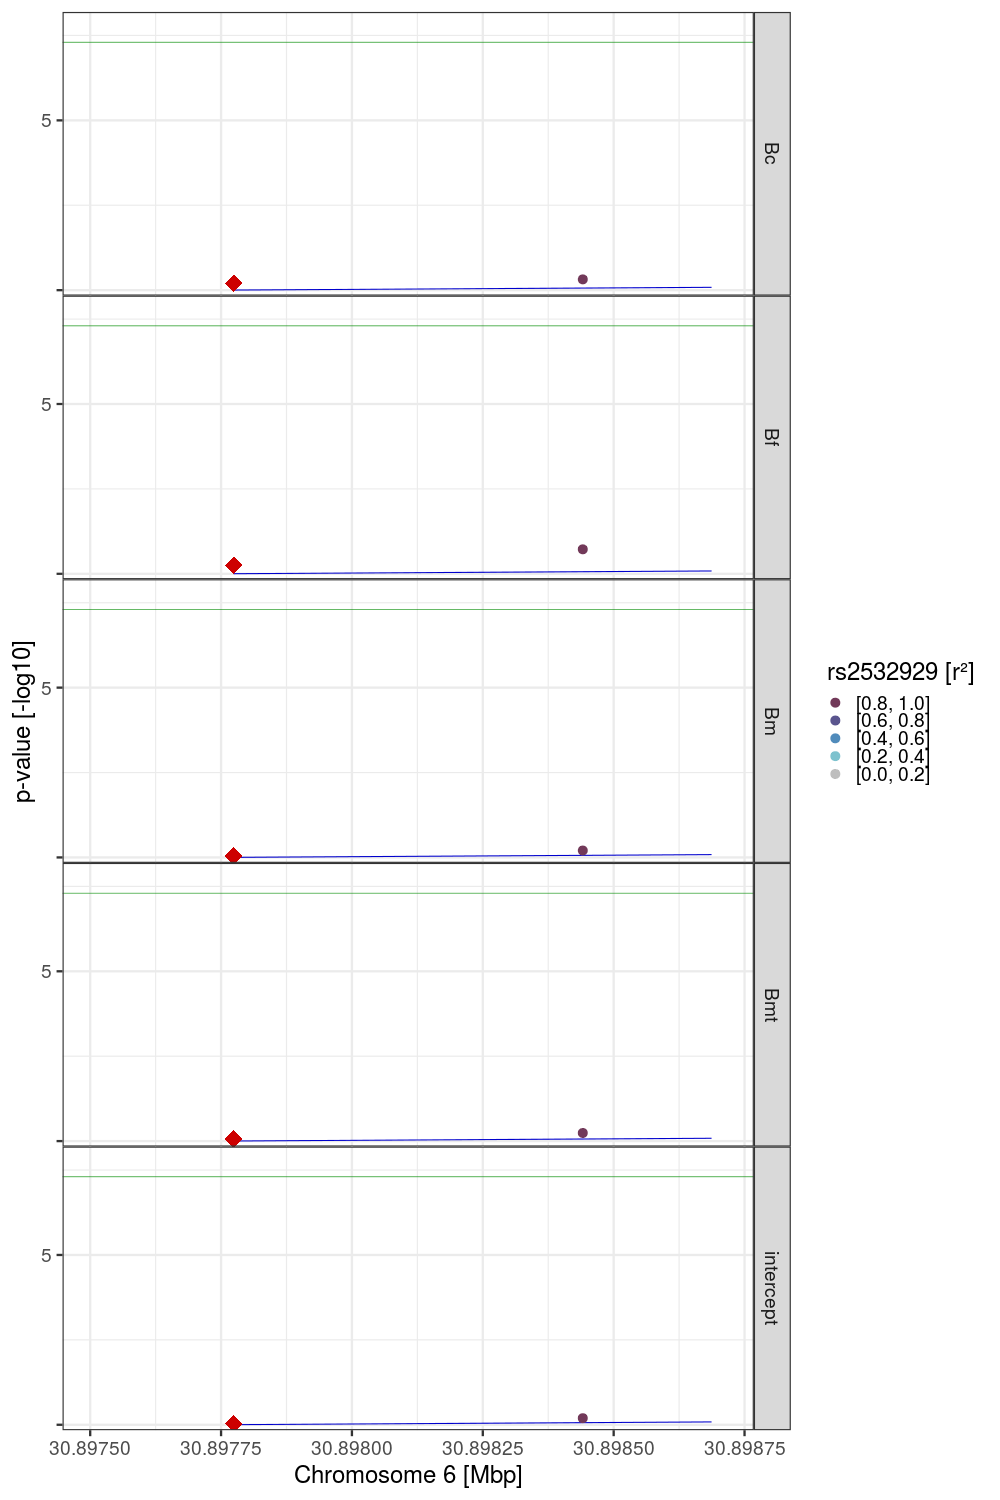 5
Bc
5
Bf
5
Bm
5
Bmt
5
intercept
p-value [-log10]
30.89750 30.89775 30.89800 30.89825 30.89850 30.89875
Chromosome 6 [Mbp]
rs2532929 [r²]
[0.8, 1.0]
[0.6, 0.8]
[0.4, 0.6]
[0.2, 0.4]
[0.0, 0.2]